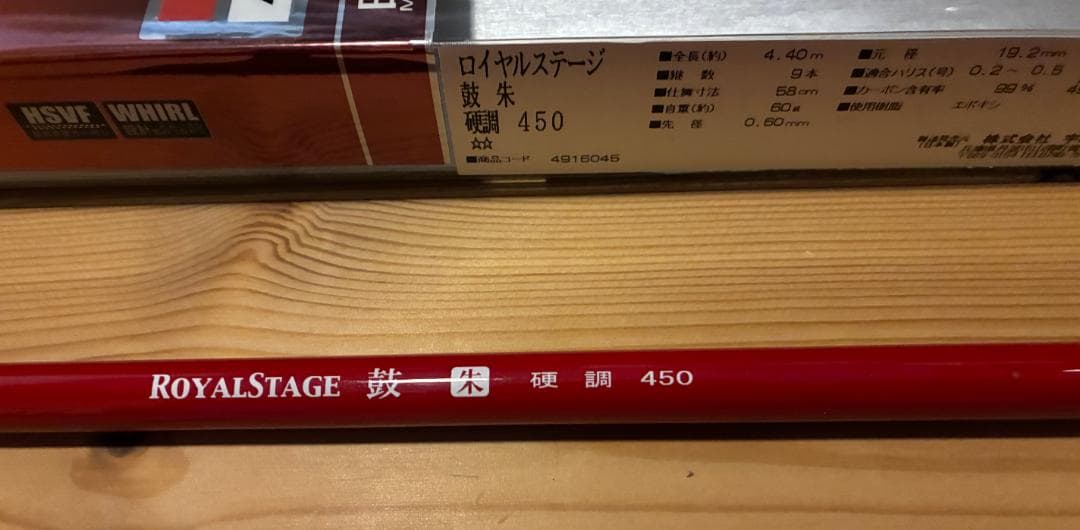 HSVF WHIRL
ロイヤルステージ
鼓 朱
硬調 450
☆☆
■商品コード 4916045
■全長(約) 4.40m
■継数 9本
■仕舞寸法 58cm
■自重(約) 60g
■先径 0.60mm
■元径 19.2mm
■適合ハリス(号) 0.2～0.5
■カーボン含有率 99%
■使用樹脂 エポキシ
株式会社
ROYALSTAGE 鼓 朱 硬調 450